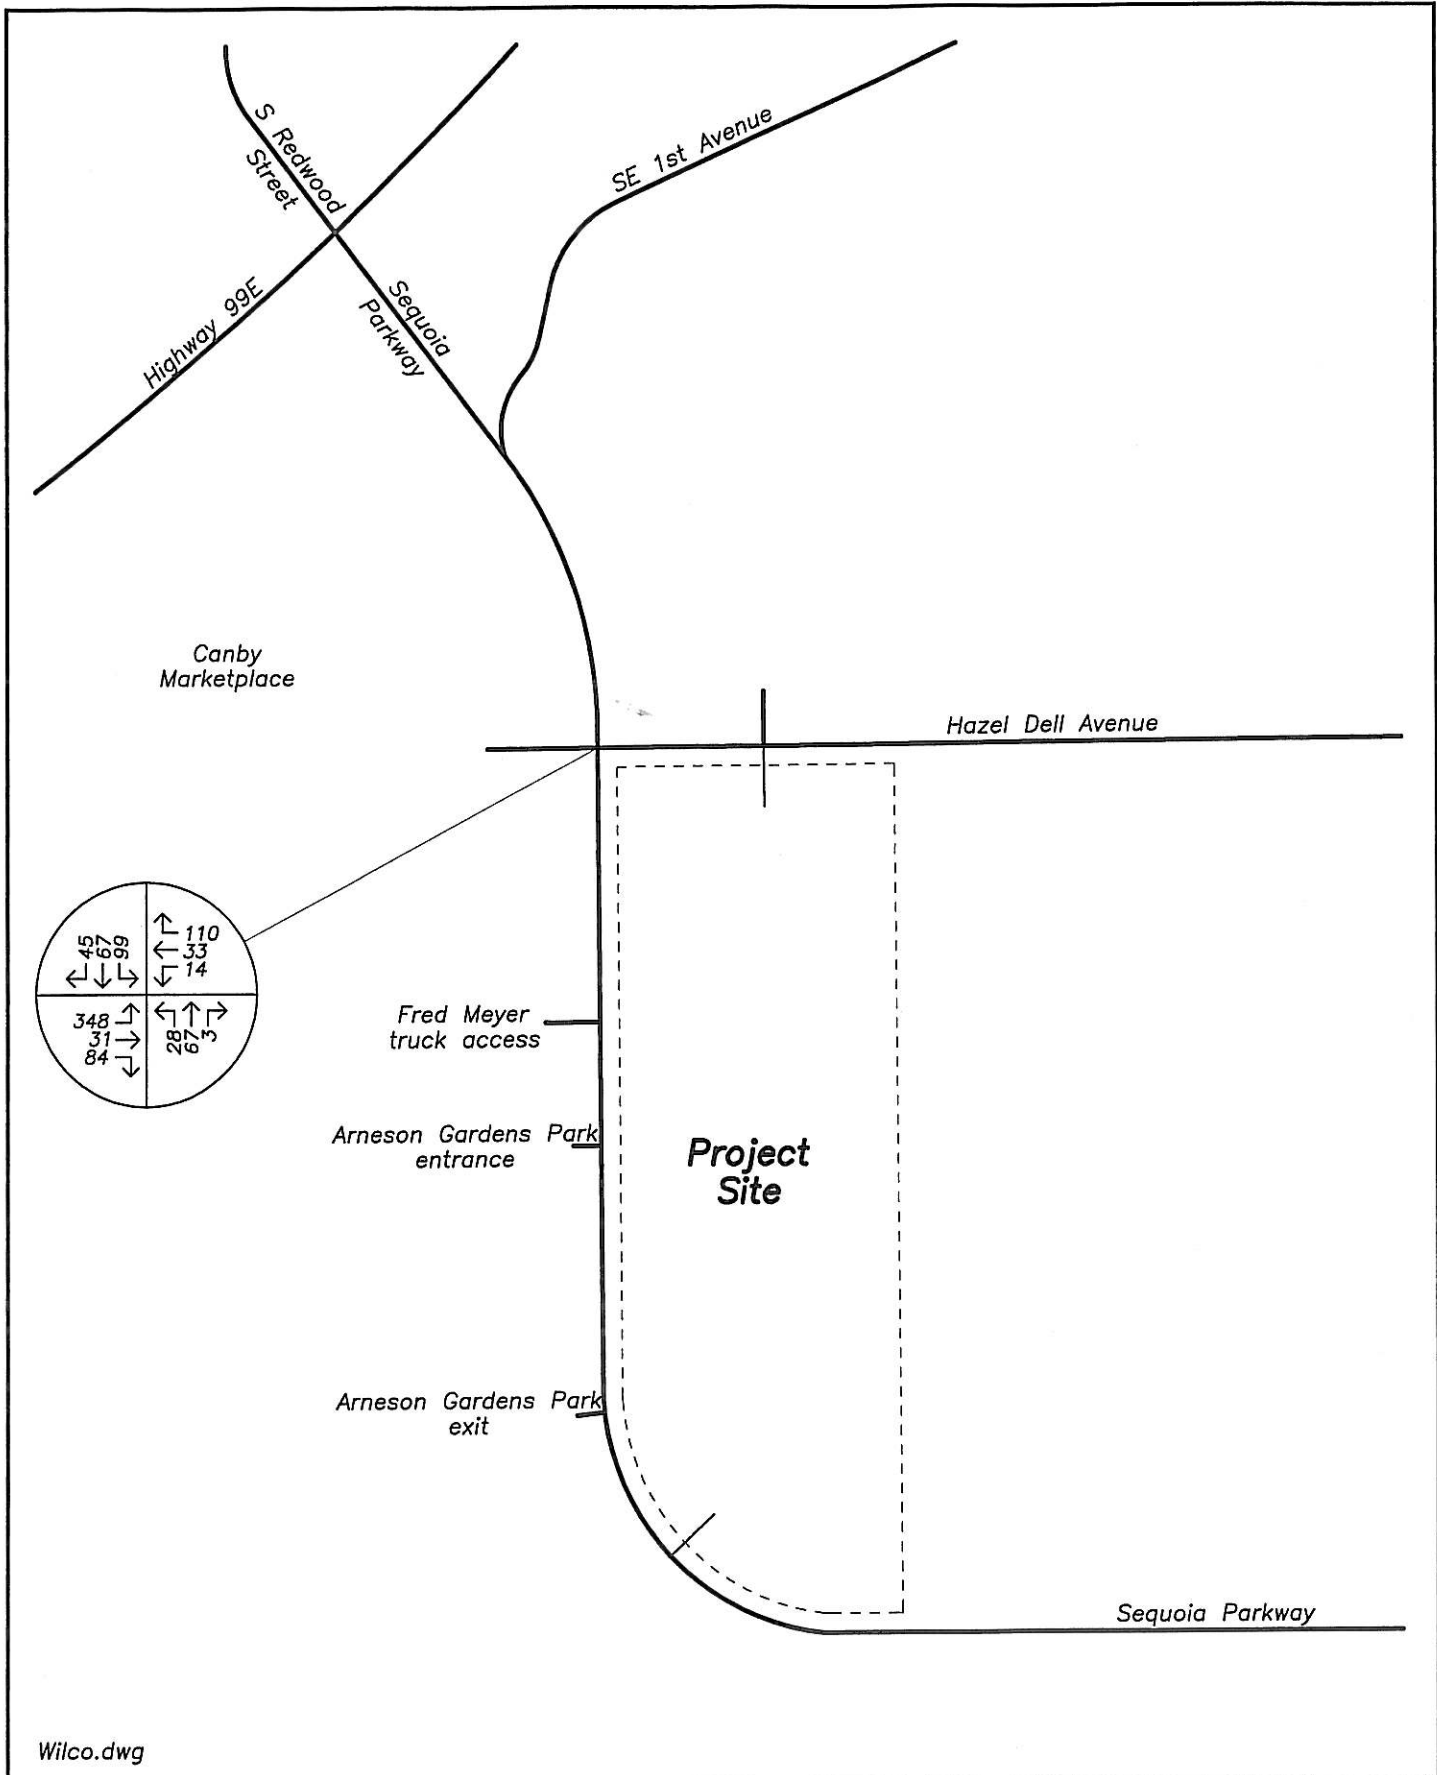 S Redwood
Street
SE 1st Avenue
Highway 99E
Sequoia
Parkway
Canby
Marketplace
Hazel Dell Avenue
45
67
99
110
33
14
348
31
84
28
67
3
Fred Meyer
truck access
Arneson Gardens Park
entrance
Project
Site
Arneson Gardens Park
exit
Sequoia Parkway
Wilco.dwg